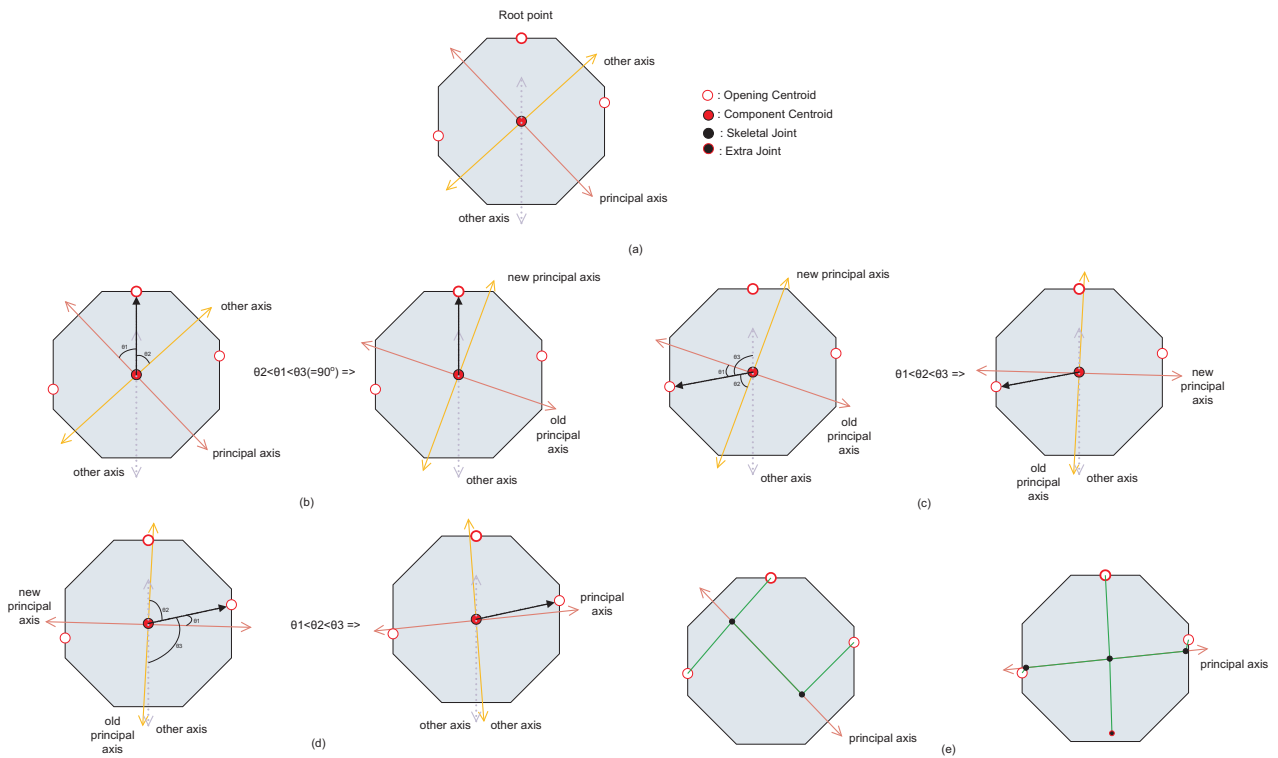 Root point
other axis
: Opening Centroid
: Component Centroid
: Skeletal Joint
: Extra Joint
principal axis
other axis
(a)
θ1
θ2
other axis
principal axis
other axis
θ2<θ1<θ3(=90º) =>
new principal axis
old
principal
axis
other axis
(b)
new principal axis
θ3
θ1
θ2
old
principal
axis
other axis
θ1<θ2<θ3 =>
new
principal
axis
old
principal
axis
other axis
(c)
new
principal
axis
θ2
θ1
θ3
old
principal
axis
other axis
θ1<θ2<θ3 =>
principal
axis
other axis
other axis
(d)
principal axis
principal axis
(e)